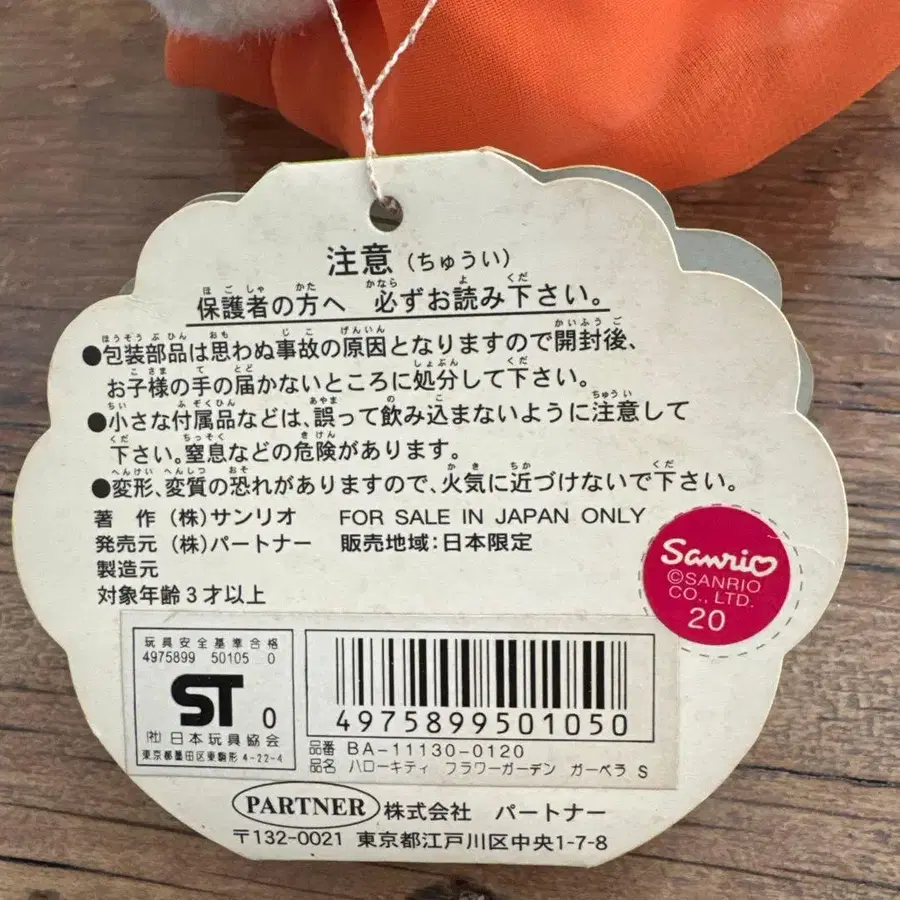 注意(ちゅうい)
保護者の方へ 必ずお読み下さい。
●包装部品は思わぬ事故の原因となりますので開封後、
お子様の手の届かないところに処分して下さい。
●小さな付属品などは、誤って飲み込まないように注意して
下さい。窒息などの危険があります。
●変形、変質の恐れがありますので、火気に近づけないで下さい。
著 作 (株)サンリオ FOR SALE IN JAPAN ONLY
発売元 (株)パートナー 販売地域:日本限定
製造元
対象年齢3才以上
Sanrio
©SANRIO
CO., LTD.
20
玩具安全基準合格
4975899 50105 0
ST 0
(社)日本玩具協会
東京都墨田区東駒形4-22-4
4975899501050
品番 BA-11130-0120
品名 ハローキティ フラワーガーデン ガーベラ S
PARTNER 株式会社 パートナー
〒132-0021 東京都江戸川区中央1-7-8